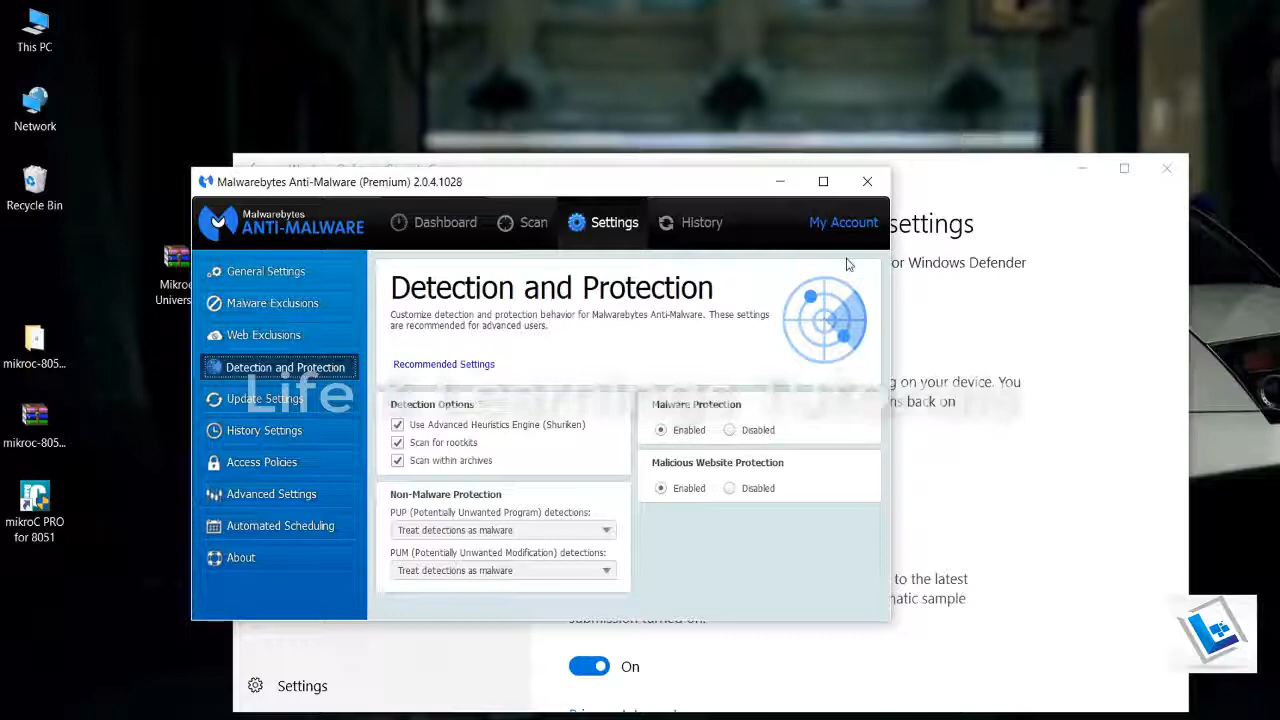 This PC
Network
Recycle Bin
Mikro
Univers
mikroc-805...
mikroc-805...
mikroC PRO
for 8051
Malwarebytes Anti-Malware (Premium) 2.0.4.1028
Malwarebytes
ANTI-MALWARE
Dashboard
Scan
Settings
History
My Account
General Settings
Malware Exclusions
Web Exclusions
Detection and Protection
Update Settings
History Settings
Access Policies
Advanced Settings
Automated Scheduling
About
Detection and Protection
Customize detection and protection behavior for Malwarebytes Anti-Malware. These settings
are recommended for advanced users.
Recommended Settings
Detection Options
Use Advanced Heuristics Engine (Shuriken)
Scan for rootkits
Scan within archives
Non-Malware Protection
PUP (Potentially Unwanted Program) detections:
Treat detections as malware
PUM (Potentially Unwanted Modification) detections:
Treat detections as malware
Malware Protection
Enabled
Disabled
Malicious Website Protection
Enabled
Disabled
Life
settings
or Windows Defender
on your device. You
back on
to the latest
sample
On
Settings